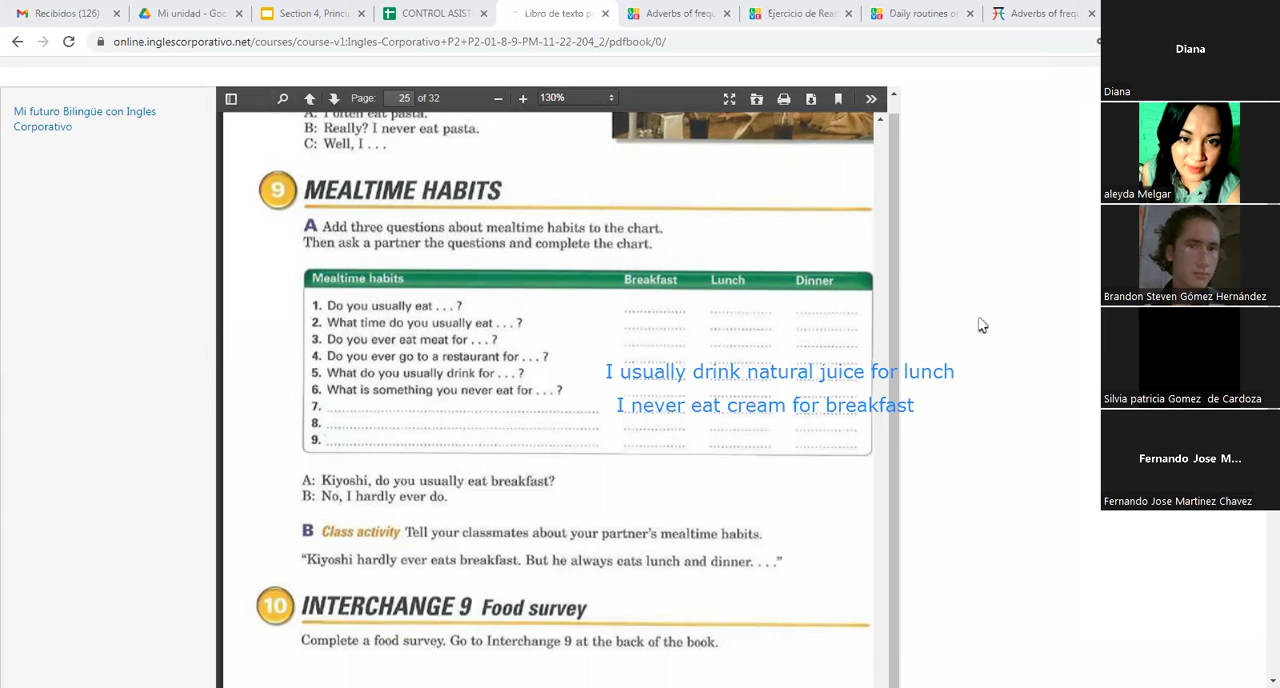 Recibidos (126)
Mi unidad - Goo
Section 4, Princi
CONTROL ASIST
Libro de texto pa
Adverbs of frequ
Ejercicio de Rea
Daily routines or
Adverbs of frequ
online.inglescorporativo.net/courses/course-v1:Ingles-Corporativo+P2+P2-01-8-9-PM-11-22-204_2/pdfbook/0/
Mi futuro Bilingüe con Ingles
Corporativo
Page: 25 of 32
130%
A: I often eat pasta.
B: Really? I never eat pasta.
C: Well, I . . .
9 MEALTIME HABITS
A Add three questions about mealtime habits to the chart.
Then ask a partner the questions and complete the chart.
Mealtime habits Breakfast Lunch Dinner
1. Do you usually eat . . . ?
2. What time do you usually eat . . . ?
3. Do you ever eat meat for . . . ?
4. Do you ever go to a restaurant for . . . ?
5. What do you usually drink for . . . ?
I usually drink natural juice for lunch
6. What is something you never eat for . . . ?
I never eat cream for breakfast
7.
8.
9.
A: Kiyoshi, do you usually eat breakfast?
B: No, I hardly ever do.
B Class activity Tell your classmates about your partner's mealtime habits.
"Kiyoshi hardly ever eats breakfast. But he always eats lunch and dinner. . . ."
10 INTERCHANGE 9 Food survey
Complete a food survey. Go to Interchange 9 at the back of the book.
Diana
Diana
aleyda Melgar
Brandon Steven Gómez Hernández
Silvia patricia Gomez de Cardoza
Fernando Jose M...
Fernando Jose Martinez Chavez